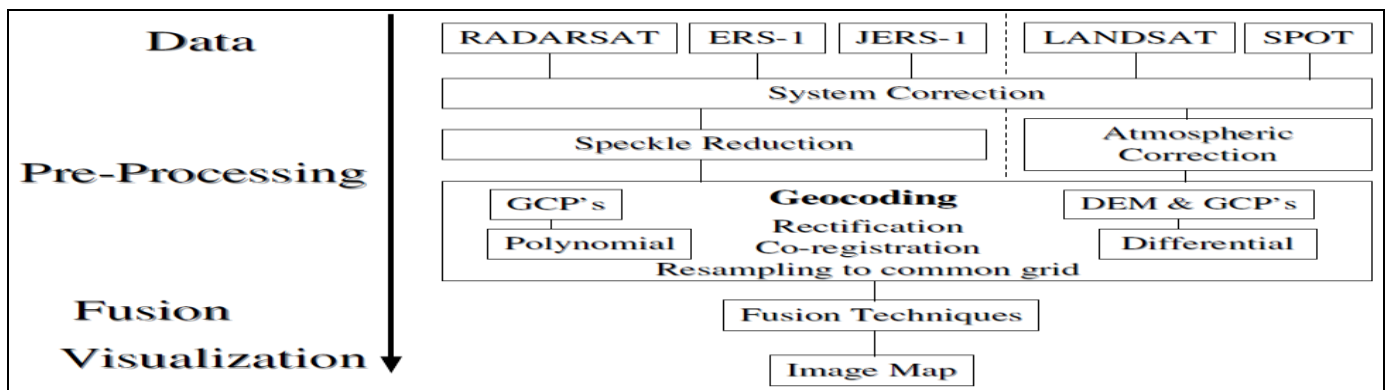 Data
RADARSAT ERS-1 JERS-1 LANDSAT SPOT
System Correction
Pre-Processing
Speckle Reduction
Atmospheric
Correction
Geocoding
GCP's
Polynomial
Rectification
Co-registration
Resampling to common grid
DEM & GCP's
Differential
Fusion
Fusion Techniques
Visualization
Image Map